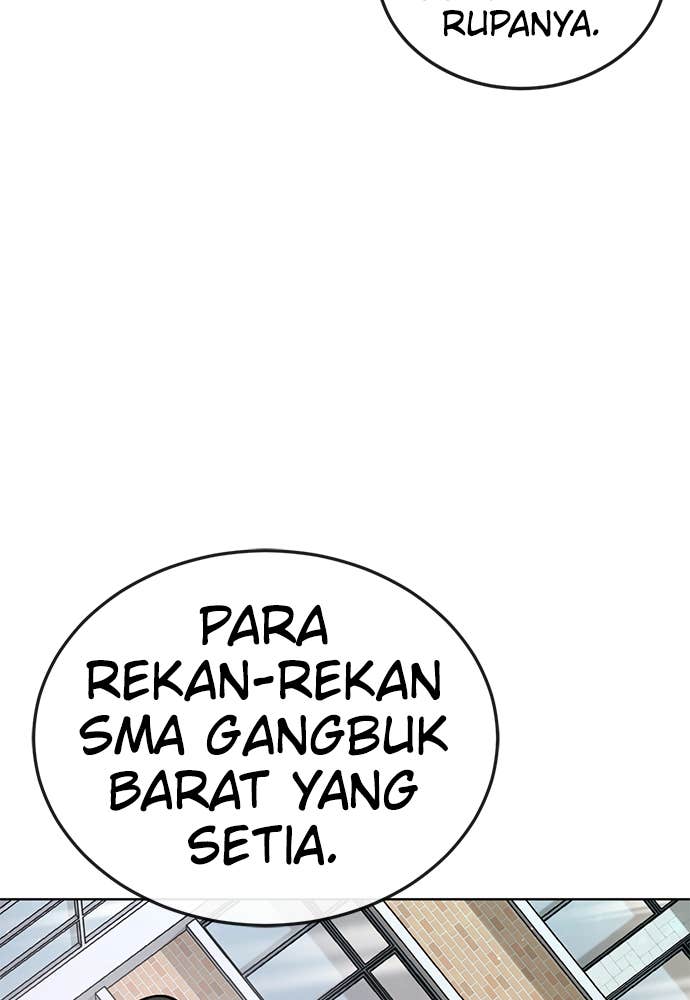 RUPANYA.
PARA
REKAN-REKAN
SMA GANGBUK
BARAT YANG
SETIA.